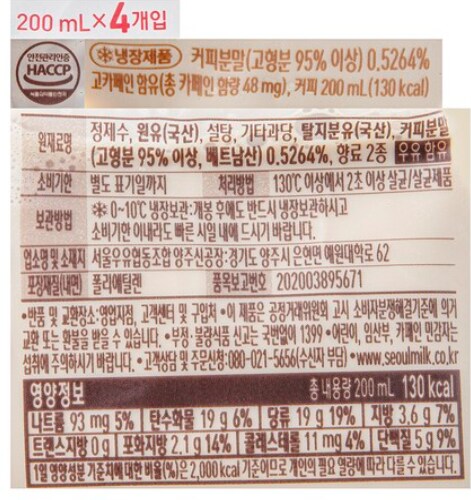 200 mL×4개입
안전관리인증
HACCP
식품의약품안전처
※냉장제품 커피분말(고형분 95% 이상) 0.5264%
고카페인 함유(총 카페인 함량 48 mg), 커피 200 mL(130 kcal)
원재료명 정제수, 원유(국산), 설탕, 기타과당, 탈지분유(국산), 커피분말
(고형분 95% 이상, 베트남산) 0.5264%, 향료 2종 우유 함유
소비기한 별도 표기일까지 처리방법 130℃ 이상에서 2초 이상 살균/살균제품
보관방법 ※0~10℃ 냉장보관·개봉 후에도 반드시 냉장보관하시고
소비기한 이내라도 빠른 시일 내에 드시기 바랍니다.
업소명 및 소재지 서울우유협동조합 양주신공장:경기도 양주시 은현면 예원대학로 62
포장재질(내면) 폴리에틸렌 품목보고번호 202003895671
•반품 및 교환장소:영업지점, 고객센터 및 구입처 •이 제품은 공정거래위원회 고시 소비자분쟁해결기준에 의거
교환 또는 환불을 받을 수 있습니다. •부정·불량식품 신고는 국번없이 1399 •어린이, 임산부, 카페인 민감자는
섭취에 주의하시기 바랍니다. •고객상담 및 주문신청:080-021-5656(수신자 부담) •www.seoulmilk.co.kr
영양정보 총 내용량 200 mL 130 kcal
나트륨 93 mg 5% 탄수화물 19 g 6% 당류 19 g 19% 지방 3.6 g 7%
트랜스지방 0 g 포화지방 2.1 g 14% 콜레스테롤 11 mg 4% 단백질 5 g 9%
1일 영양성분 기준치에 대한 비율(%)은 2,000 kcal 기준이므로 개인의 필요 열량에 따라 다를 수 있습니다.